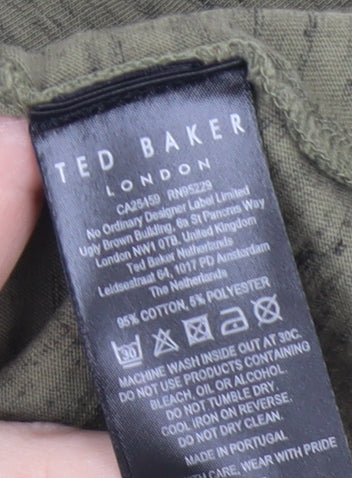 TED BAKER
LONDON
CA25459 RN95229
No Ordinary Designer Label Limited
Ugly Brown Building, 6a St Pancras Way
London NW1 0TB, United Kingdom
Ted Baker Netherlands
Leidsestraat 64, 1017 PD Amsterdam
The Netherlands
95% COTTON, 5% POLYESTER
30
MACHINE WASH INSIDE OUT AT 30C.
DO NOT USE PRODUCTS CONTAINING
BLEACH, OIL OR ALCOHOL
DO NOT TUMBLE DRY.
COOL IRON ON REVERSE.
DO NOT DRY CLEAN.
MADE IN PORTUGAL
CARE, WEAR WITH PRIDE